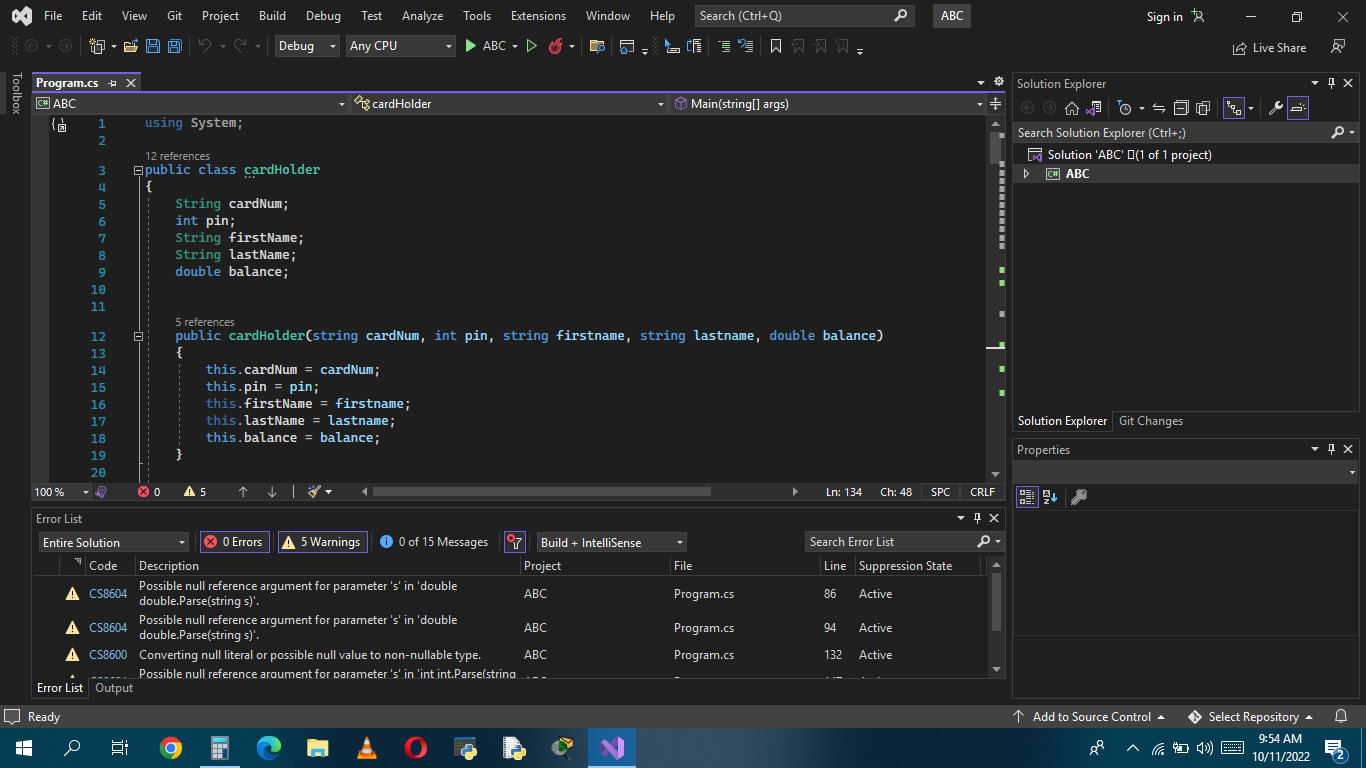 File Edit View Git Project Build Debug Test Analyze Tools Extensions Window Help Search (Ctrl+Q) ABC Sign in
Debug Any CPU ABC Live Share
Toolbox
Program.cs
C# ABC cardHolder Main(string[] args)
1 using System;
2
12 references
3 public class cardHolder
4 {
5 String cardNum;
6 int pin;
7 String firstName;
8 String lastName;
9 double balance;
10
11
5 references
12 public cardHolder(string cardNum, int pin, string firstname, string lastname, double balance)
13 {
14 this.cardNum = cardNum;
15 this.pin = pin;
16 this.firstName = firstname;
17 this.lastName = lastname;
18 this.balance = balance;
19 }
20
100 % 0 5 Ln: 134 Ch: 48 SPC CRLF
Error List
Entire Solution 0 Errors 5 Warnings 0 of 15 Messages Build + IntelliSense Search Error List
Code Description Project File Line Suppression State
CS8604 Possible null reference argument for parameter 's' in 'double double.Parse(string s)'. ABC Program.cs 86 Active
CS8604 Possible null reference argument for parameter 's' in 'double double.Parse(string s)'. ABC Program.cs 94 Active
CS8600 Converting null literal or possible null value to non-nullable type. ABC Program.cs 132 Active
Possible null reference argument for parameter 's' in 'int int.Parse(string
Error List Output
Solution Explorer
Search Solution Explorer (Ctrl+;)
Solution 'ABC' (1 of 1 project)
C# ABC
Solution Explorer Git Changes
Properties
Ready Add to Source Control Select Repository
9:54 AM
10/11/2022
2